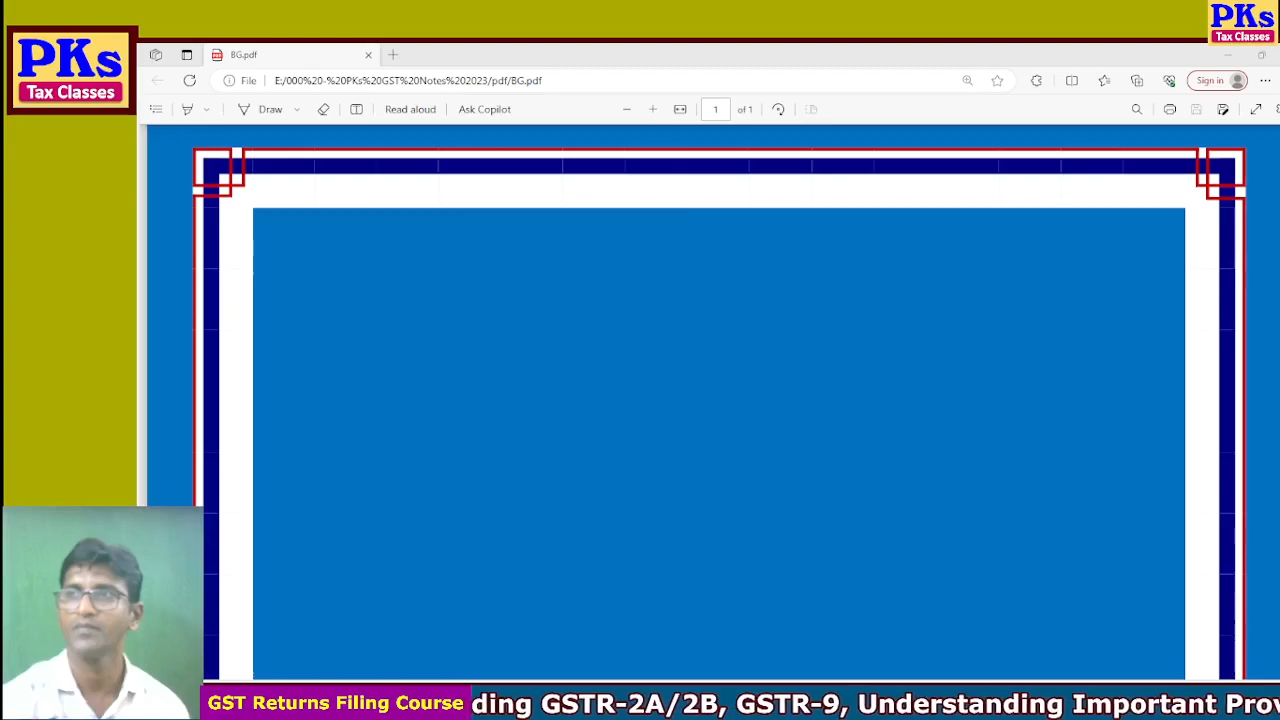 PKs
Tax Classes
PKs
Tax Classes
BG.pdf
File
E:/000%20-%20PKs%20GST%20Notes%202023/pdf/BG.pdf
Sign in
Draw
Read aloud
Ask Copilot
1
of 1
GST Returns Filing Course
ding GSTR-2A/2B, GSTR-9, Understanding Important Prov